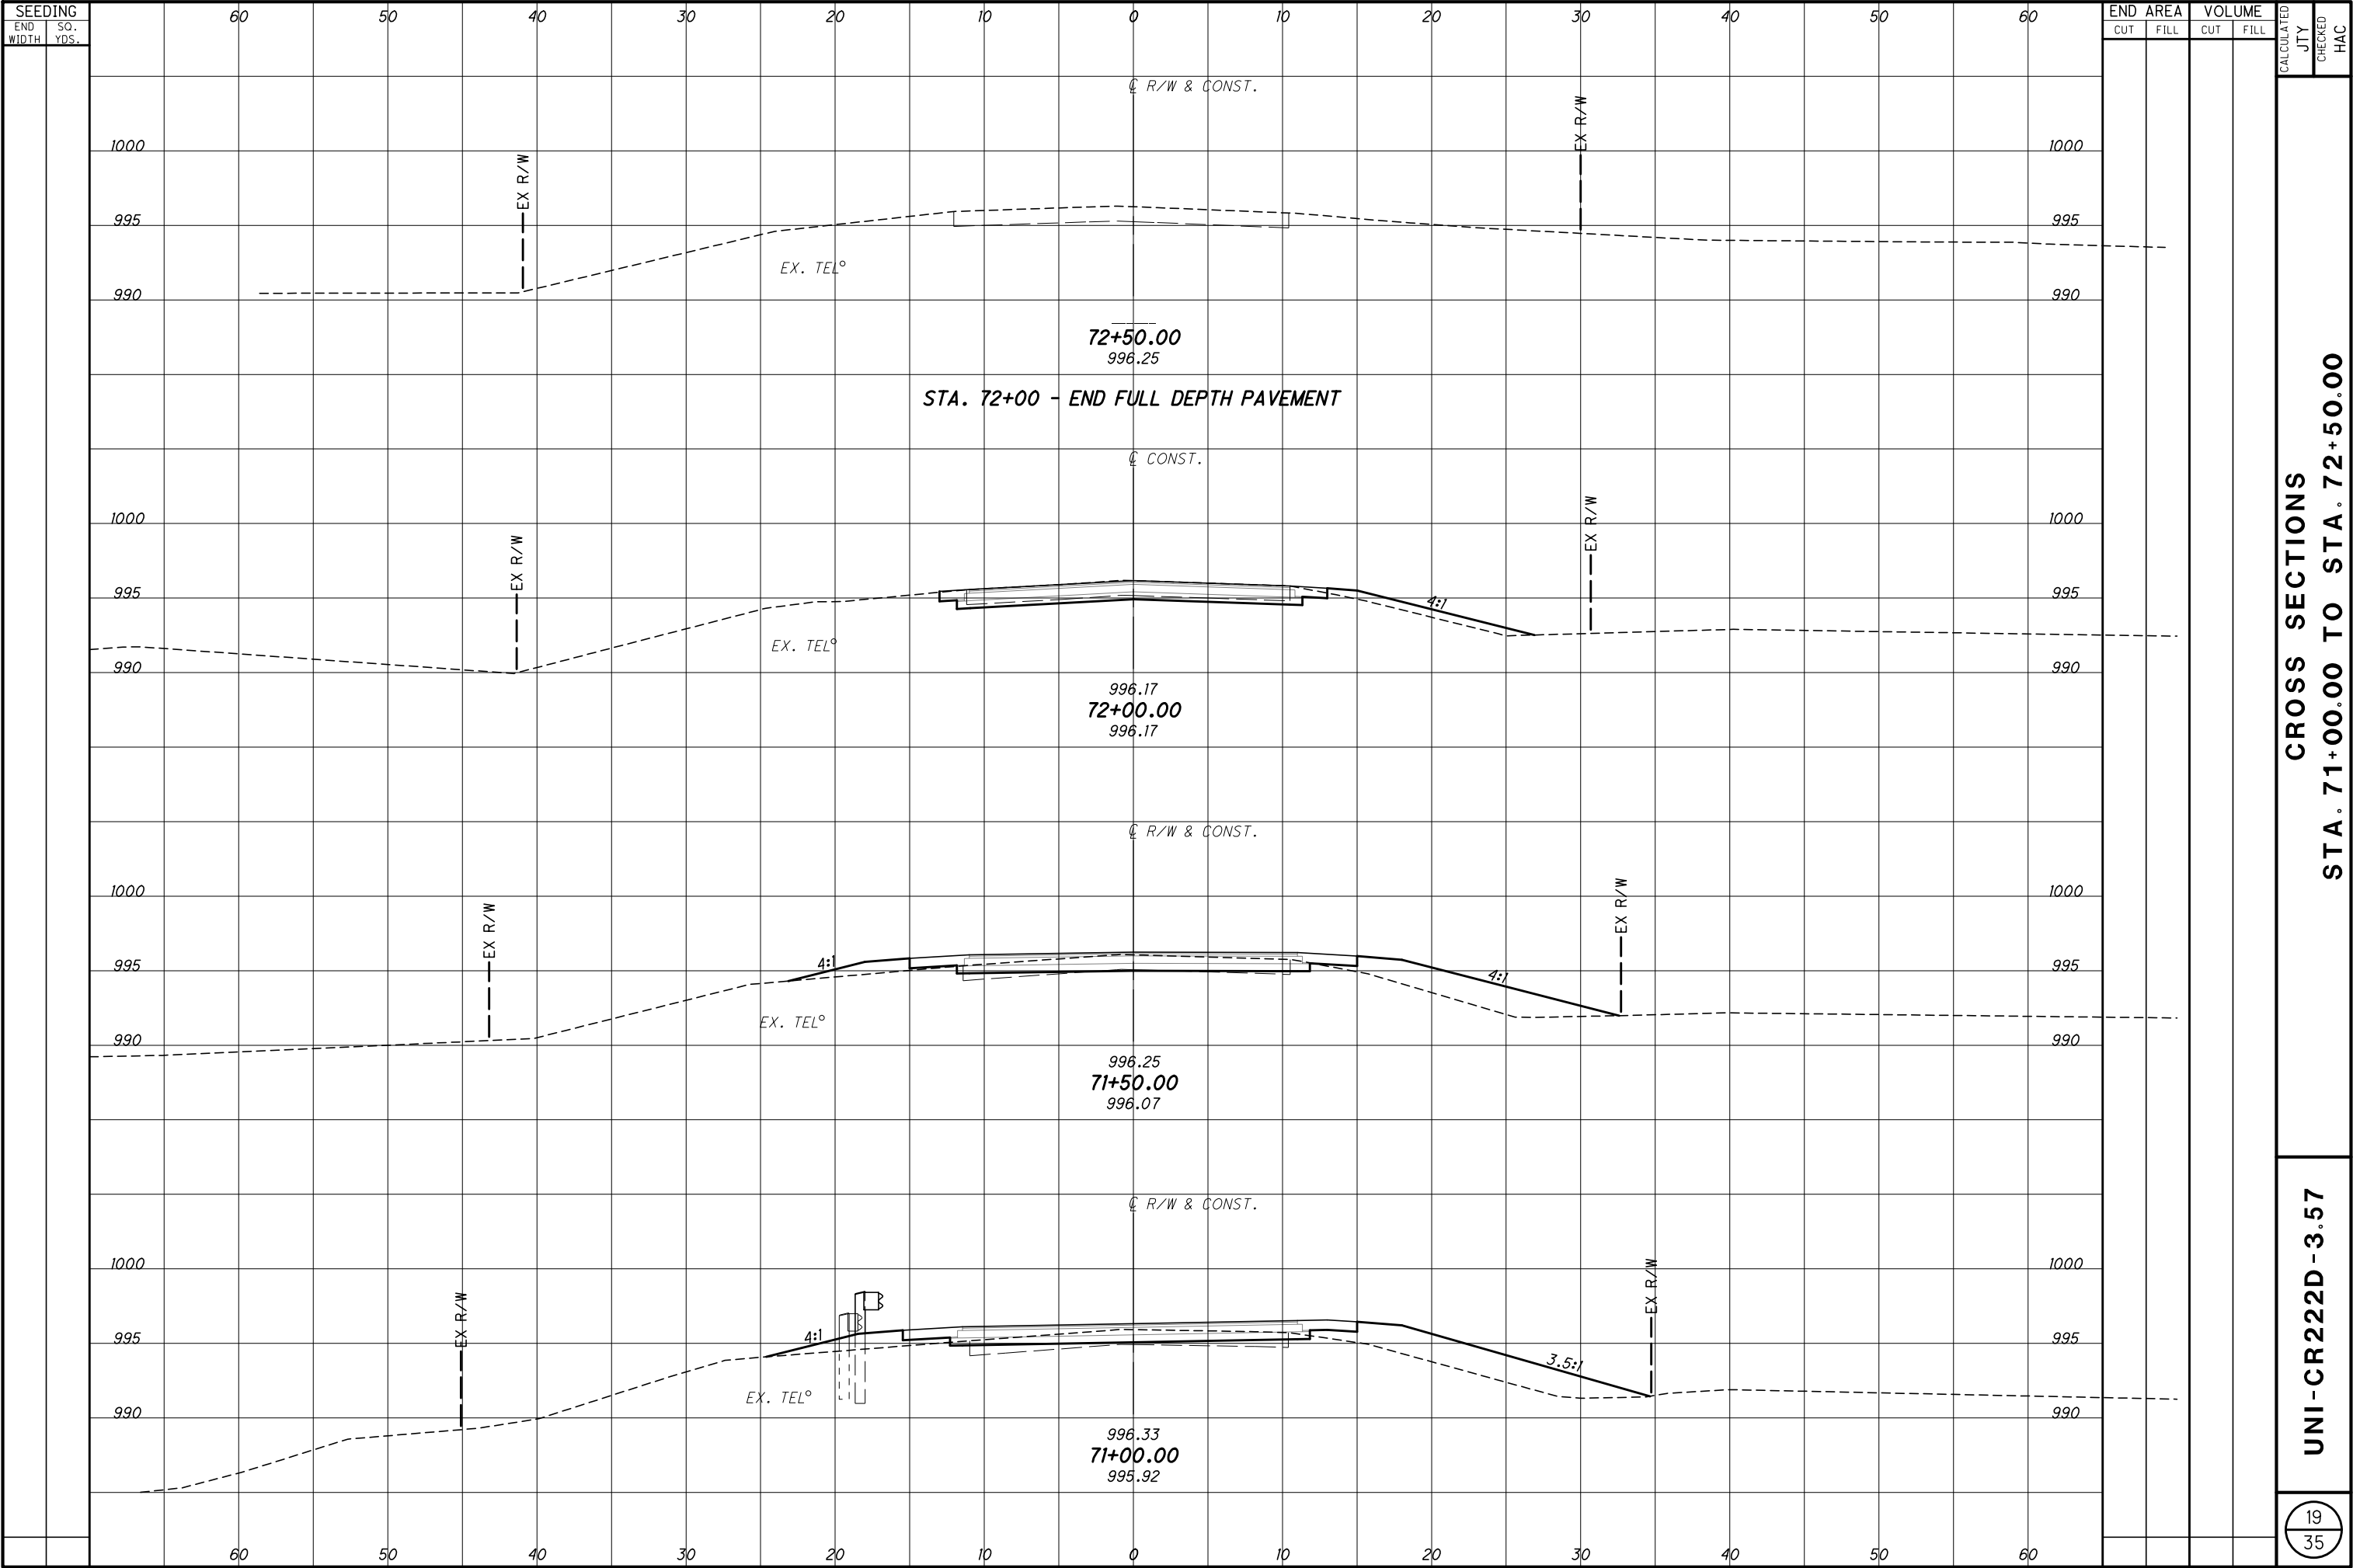 SEEDING
END WIDTH
SQ. YDS.
60 50 40 30 20 10 0 10 20 30 40 50 60
END AREA
VOLUME
CUT FILL CUT FILL
CALCULATED
JTY
CHECKED
HAC
℄ R/W & CONST.
EX R/W
EX R/W
1000 1000
995 995
EX. TEL
990 990
72+50.00
996.25
STA. 72+00 - END FULL DEPTH PAVEMENT
℄ CONST.
EX R/W
EX R/W
1000 1000
995 4:1 995
EX. TEL
990 990
996.17
72+00.00
996.17
℄ R/W & CONST.
EX R/W
EX R/W
1000 1000
995 4:1 4:1 995
EX. TEL
990 990
996.25
71+50.00
996.07
℄ R/W & CONST.
EX R/W
EX R/W
1000 1000
995 4:1 3.5:1 995
EX. TEL
990 990
996.33
71+00.00
995.92
60 50 40 30 20 10 0 10 20 30 40 50 60
CROSS SECTIONS
STA. 71+00.00 TO STA. 72+50.00
UNI-CR222D-3.57
19
35